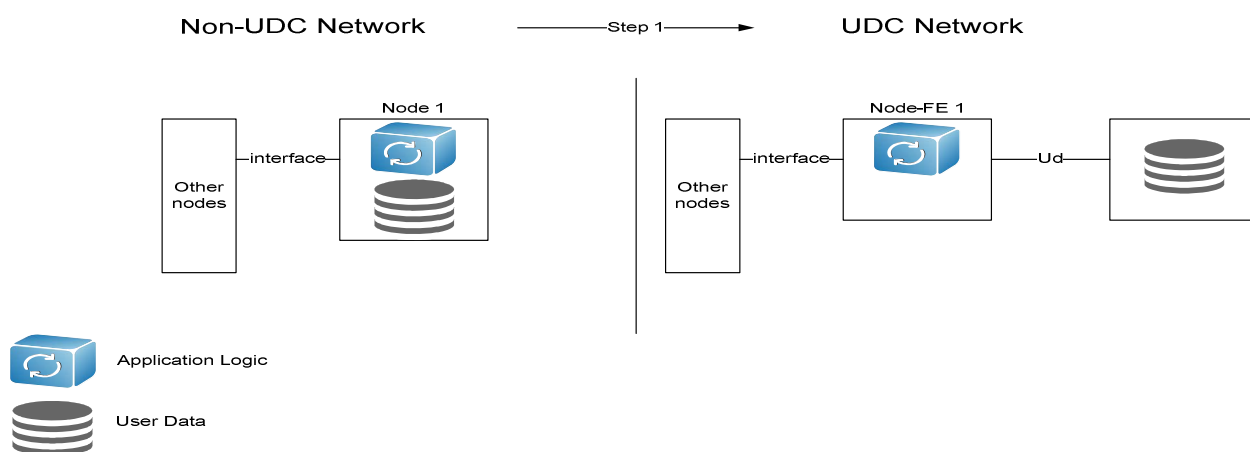 Non-UDC Network
Step 1
UDC Network
Node 1
interface
Other
nodes
Node-FE 1
interface
Ud
Other
nodes
Application Logic
User Data